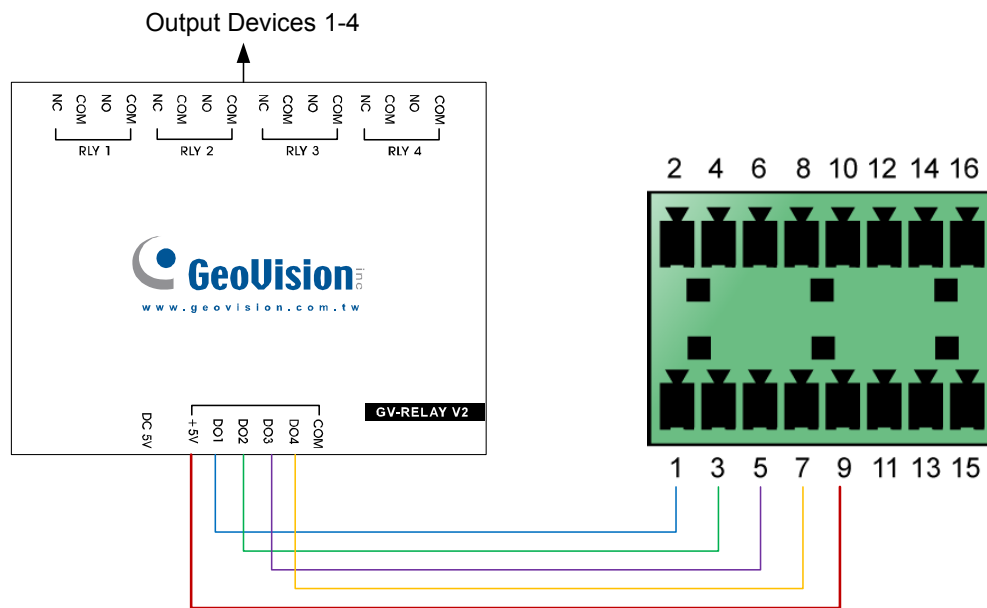 Output Devices 1-4
NC COM NO COM NC COM NO COM NC COM NO COM NC COM NO COM
RLY 1 RLY 2 RLY 3 RLY 4
GeoVision inc
www.geovision.com.tw
GV-RELAY V2
DC 5V +5V DO1 DO2 DO3 DO4 COM
2 4 6 8 10 12 14 16
1 3 5 7 9 11 13 15